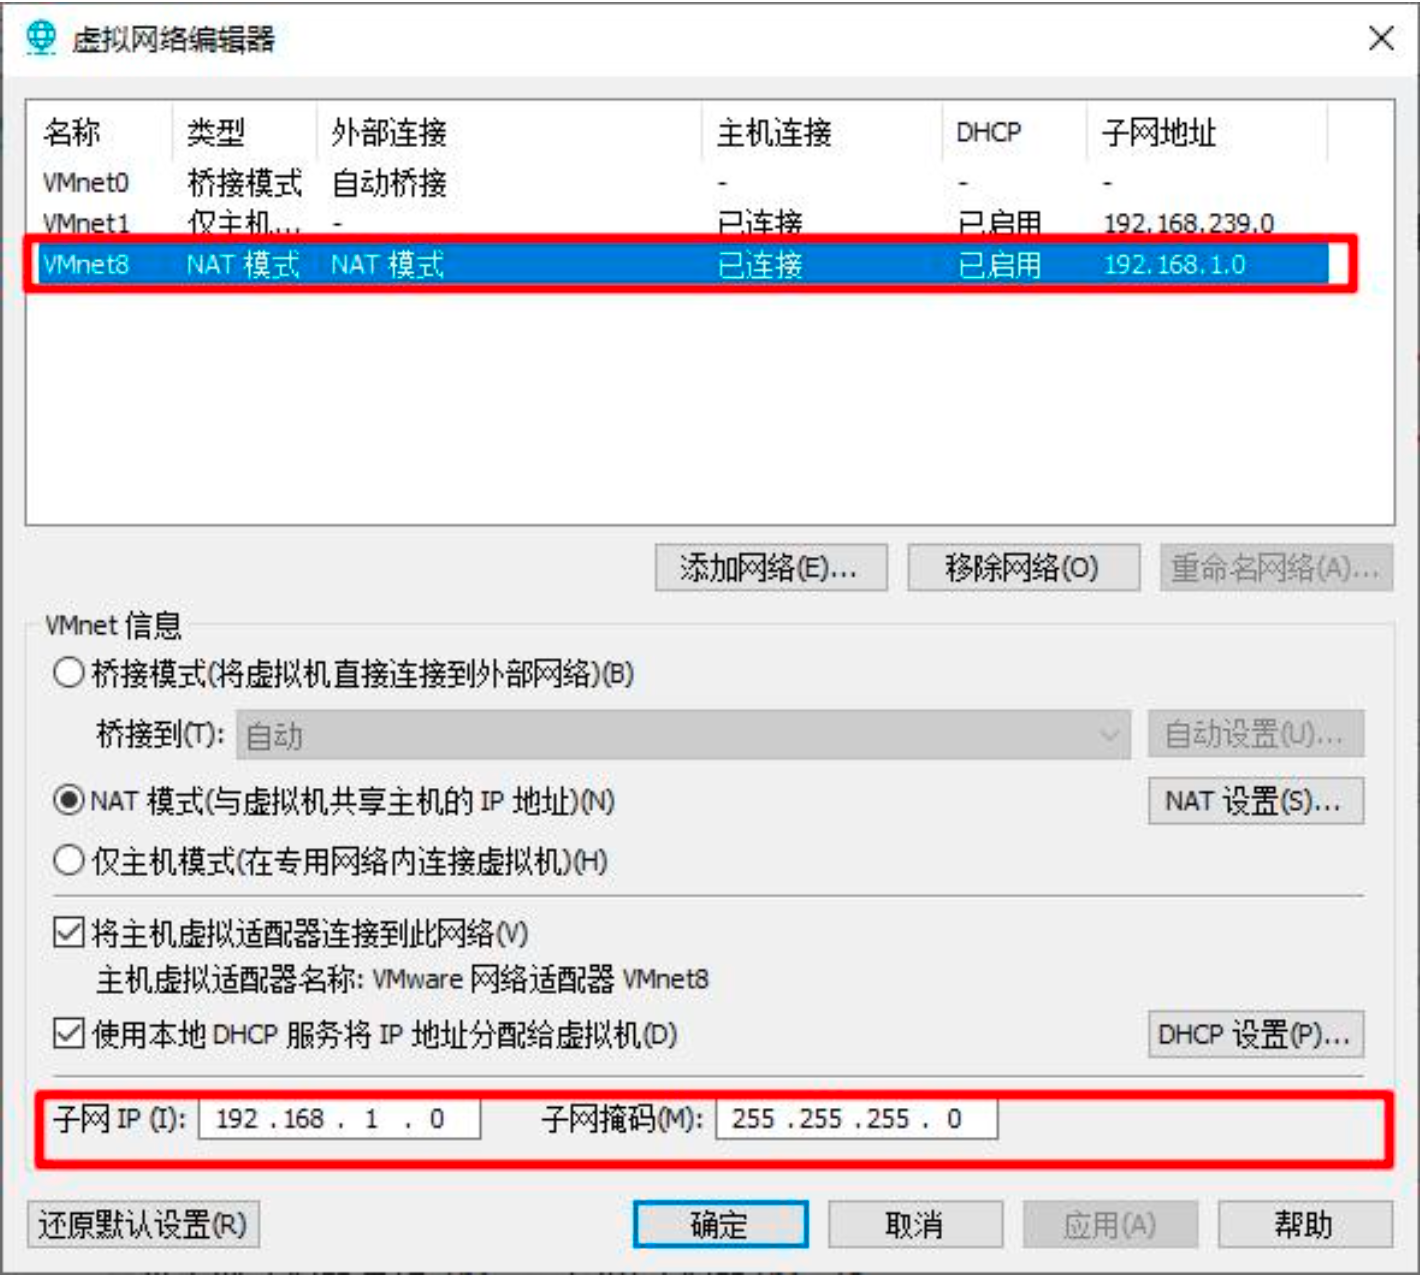 虚拟网络编辑器
名称 类型 外部连接 主机连接 DHCP 子网地址
VMnet0 桥接模式 自动桥接 - - -
VMnet1 仅主机... - 已连接 已启用 192.168.239.0
VMnet8 NAT 模式 NAT 模式 已连接 已启用 192.168.1.0
添加网络(E)... 移除网络(O) 重命名网络(A)...
VMnet 信息
桥接模式(将虚拟机直接连接到外部网络)(B)
桥接到(T): 自动 自动设置(U)...
NAT 模式(与虚拟机共享主机的 IP 地址)(N) NAT 设置(S)...
仅主机模式(在专用网络内连接虚拟机)(H)
将主机虚拟适配器连接到此网络(V)
主机虚拟适配器名称: VMware 网络适配器 VMnet8
使用本地 DHCP 服务将 IP 地址分配给虚拟机(D) DHCP 设置(P)...
子网 IP (I): 192 .168 . 1 . 0 子网掩码(M): 255 .255 .255 . 0
还原默认设置(R) 确定 取消 应用(A) 帮助